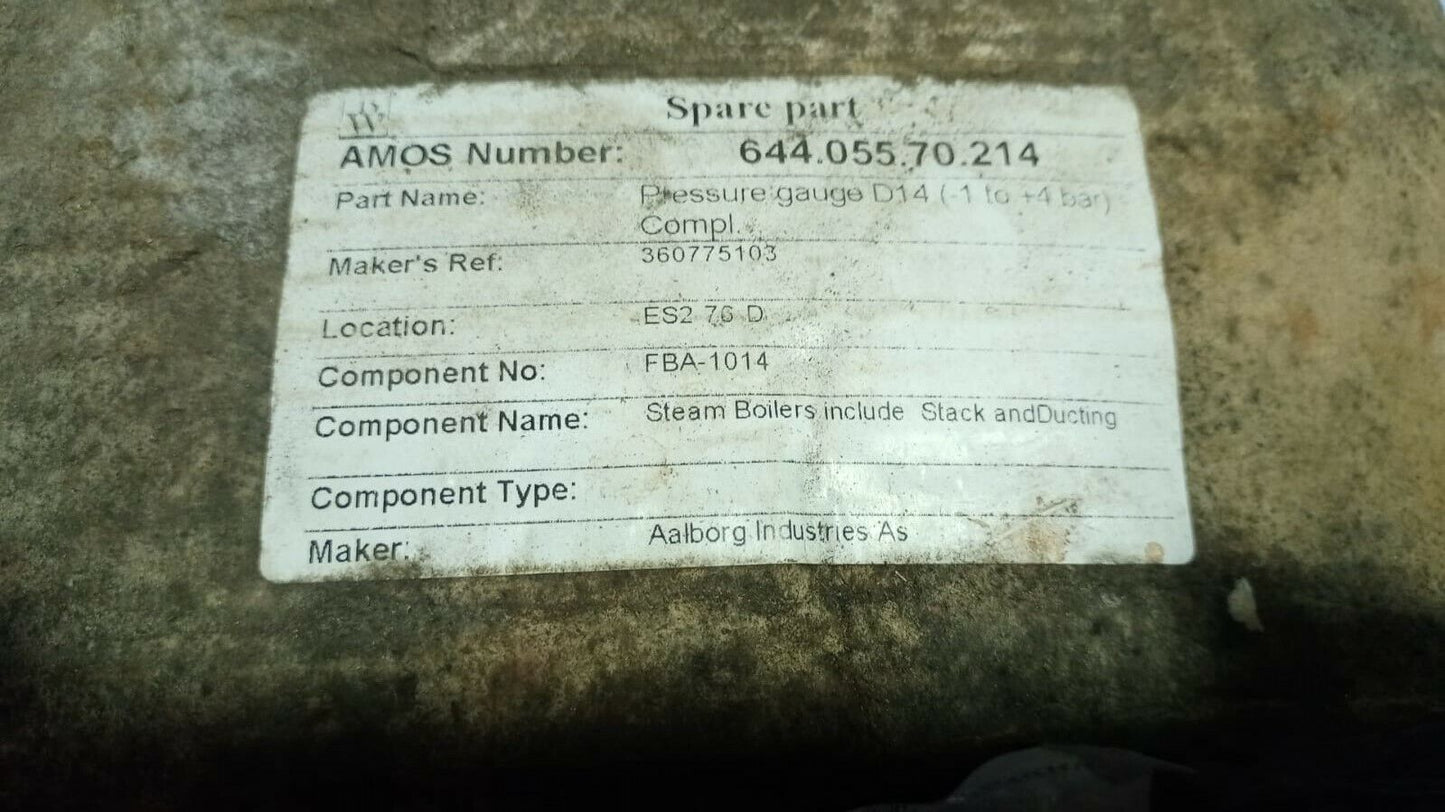 Spare part
AMOS Number: 644.055.70.214
Part Name: Pressure gauge D14 (-1 to +4 bar)
Compl.
Maker's Ref: 360775103
Location: ES2 76 D
Component No: FBA-1014
Component Name: Steam Boilers include Stack andDucting
Component Type:
Maker: Aalborg Industries As